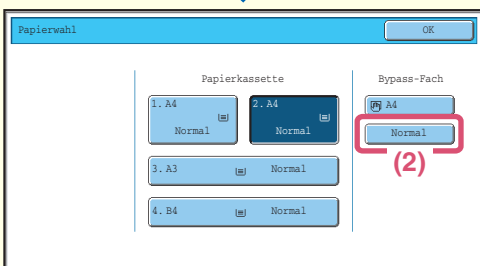 Papierwahl
OK
Papierkassette
Bypass-Fach
1. A4
Normal
2. A4
Normal
A4
Normal
(2)
3. A3 Normal
4. B4 Normal